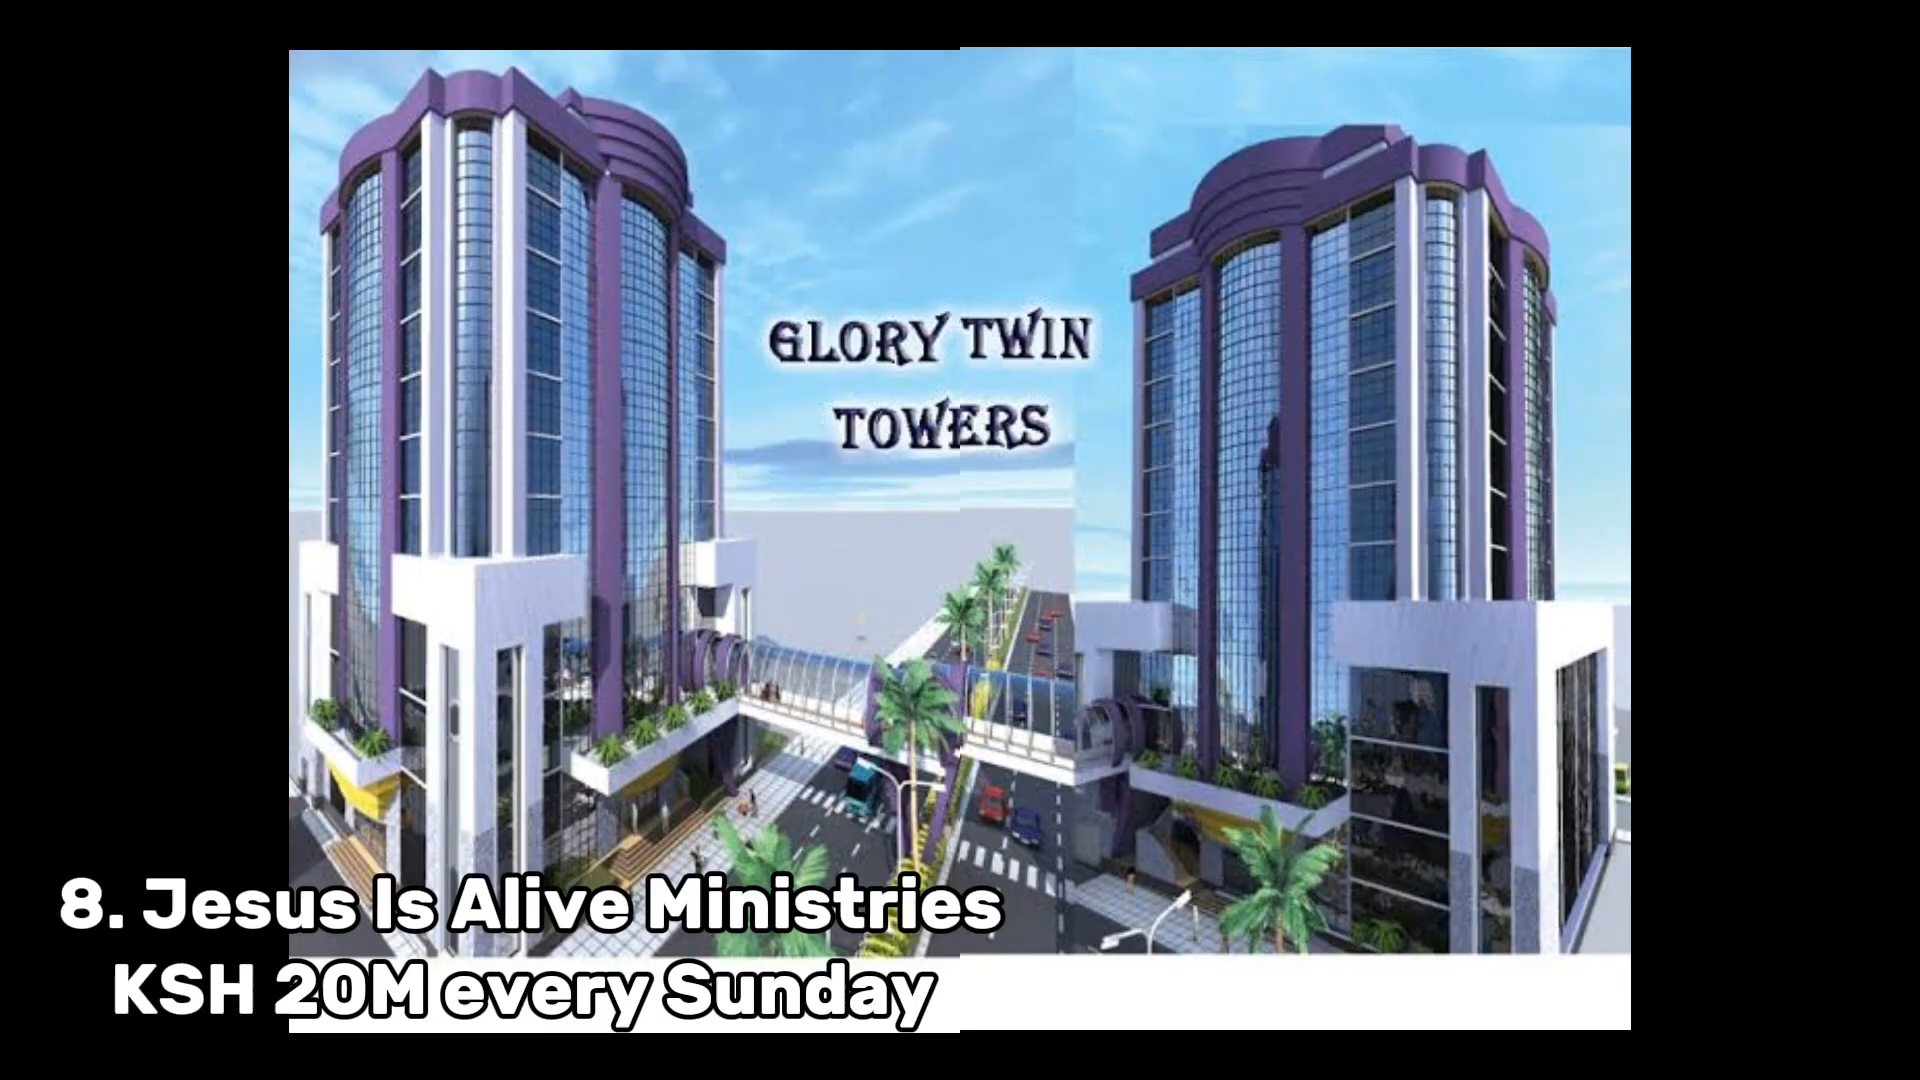 GLORY TWIN
TOWERS
8. Jesus Is Alive Ministries
KSH 20M every Sunday